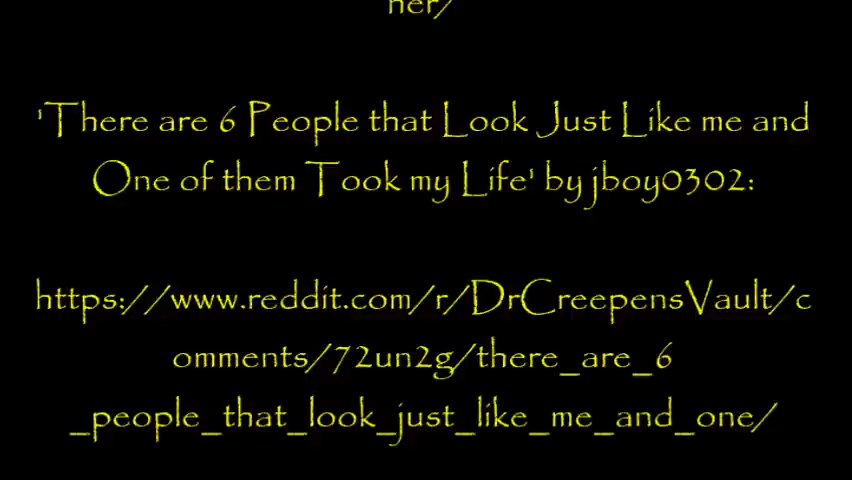 ner/
'There are 6 People that Look Just Like me and
One of them Took my Life' by jboy0302:
https://www.reddit.com/r/DrCreepensVault/c
omments/72un2g/there_are_6
_people_that_look_just_like_me_and_one/